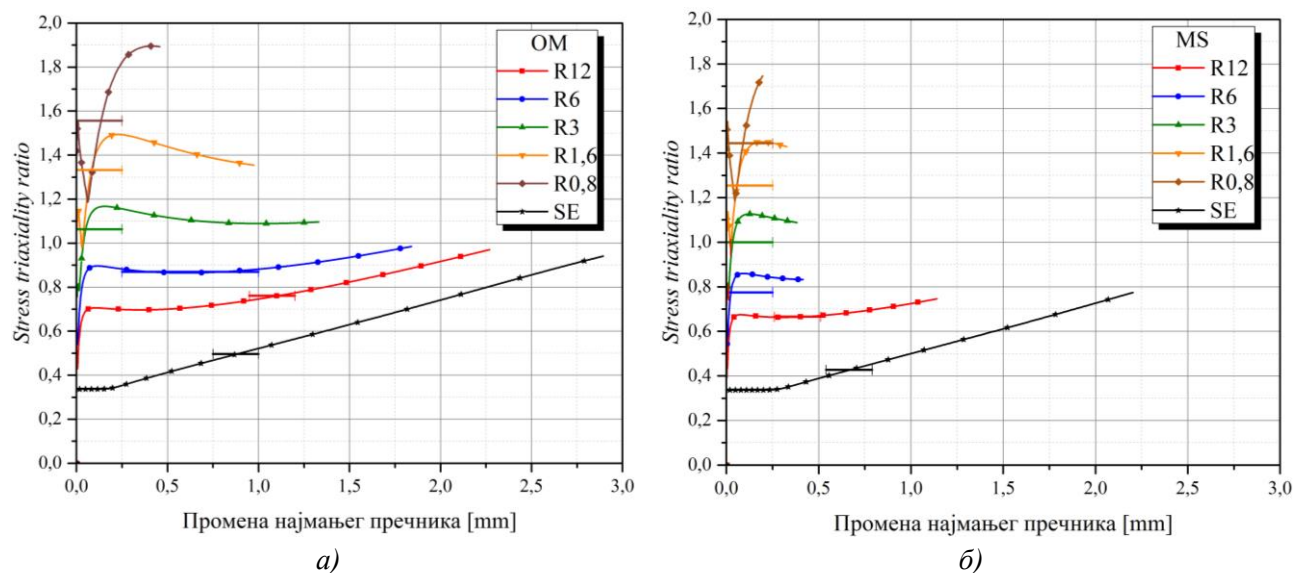 2,0
1,8
1,6
1,4
1,2
1,0
0,8
0,6
0,4
0,2
0,0
Stress triaxiality ratio
OM
R12
R6
R3
R1,6
R0,8
SE
0,0 0,5 1,0 1,5 2,0 2,5 3,0
Промена најмањег пречника [mm]
а)
2,0
1,8
1,6
1,4
1,2
1,0
0,8
0,6
0,4
0,2
0,0
Stress triaxiality ratio
MS
R12
R6
R3
R1,6
R0,8
SE
0,0 0,5 1,0 1,5 2,0 2,5 3,0
Промена најмањег пречника [mm]
б)